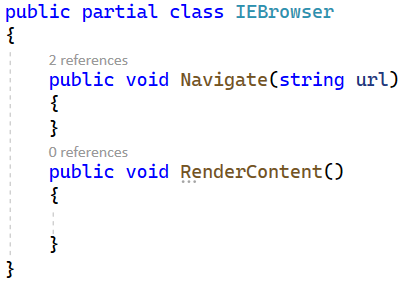 public partial class IEBrowser
{
2 references
public void Navigate(string url)
{
}
0 references
public void RenderContent()
{
}
}